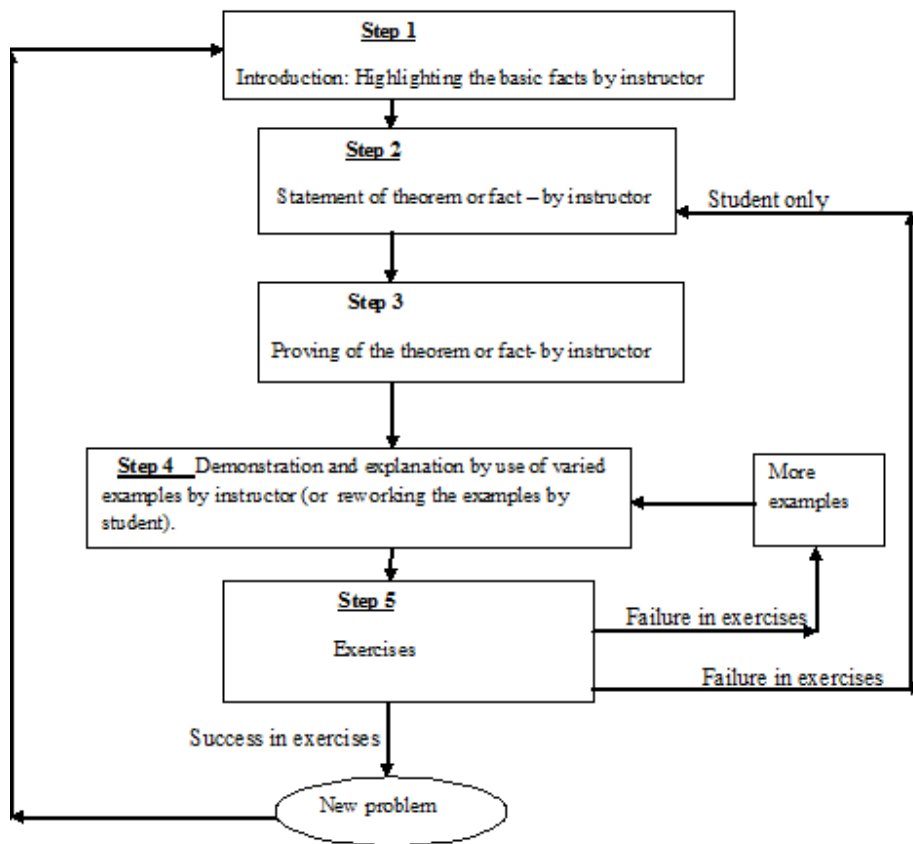 Step 1
Introduction: Highlighting the basic facts by instructor
Step 2
Statement of theorem or fact – by instructor
Student only
Step 3
Proving of the theorem or fact- by instructor
Step 4 Demonstration and explanation by use of varied
examples by instructor (or reworking the examples by
student).
More
examples
Step 5
Exercises
Failure in exercises
Failure in exercises
Success in exercises
New problem